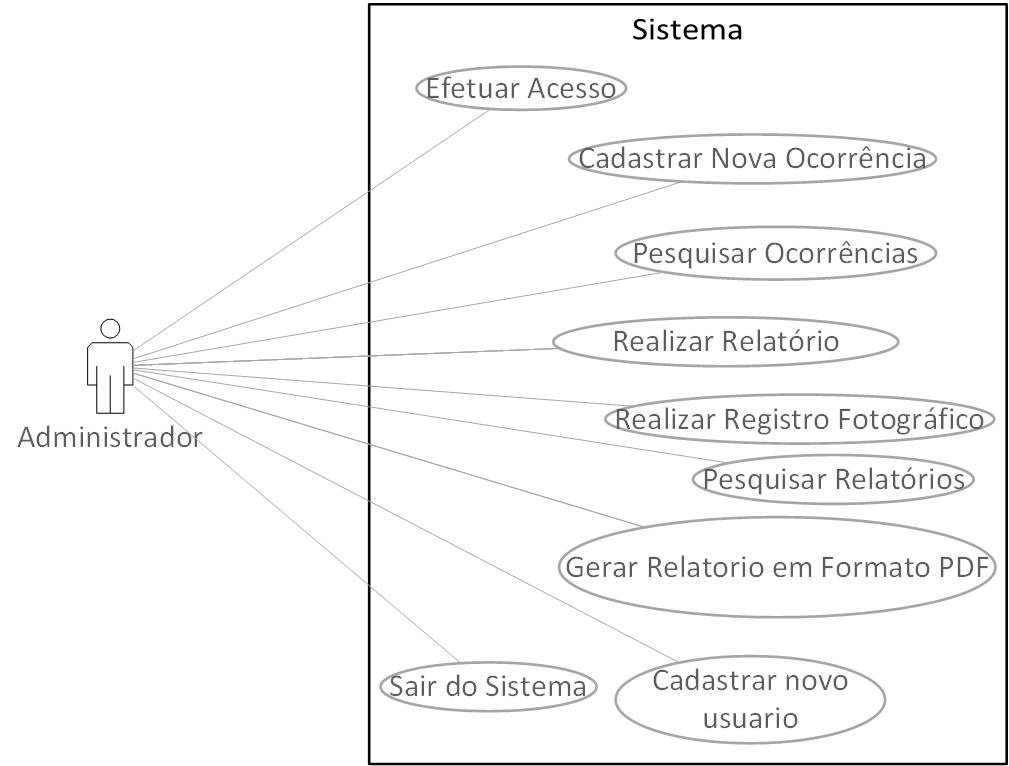 Sistema
Efetuar Acesso
Cadastrar Nova Ocorrência
Pesquisar Ocorrências
Realizar Relatório
Realizar Registro Fotográfico
Administrador
Pesquisar Relatórios
Gerar Relatorio em Formato PDF
Sair do Sistema
Cadastrar novo
usuario